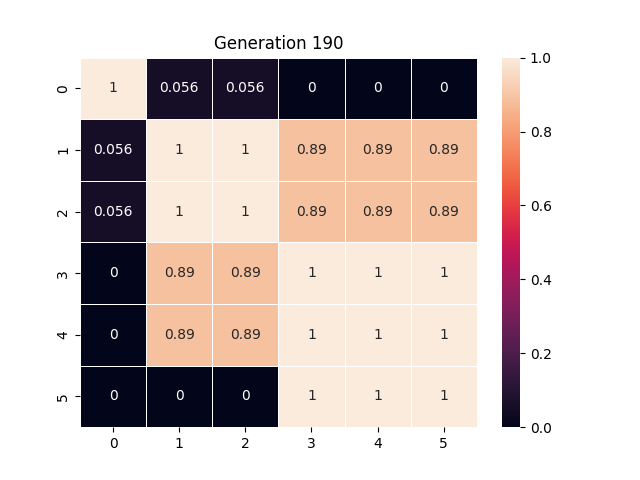 Generation 190
0 1 0.056 0.056 0 0 0
1 0.056 1 1 0.89 0.89 0.89
2 0.056 1 1 0.89 0.89 0.89
3 0 0.89 0.89 1 1 1
4 0 0.89 0.89 1 1 1
5 0 0 0 1 1 1
0 1 2 3 4 5
1.0
0.8
0.6
0.4
0.2
0.0